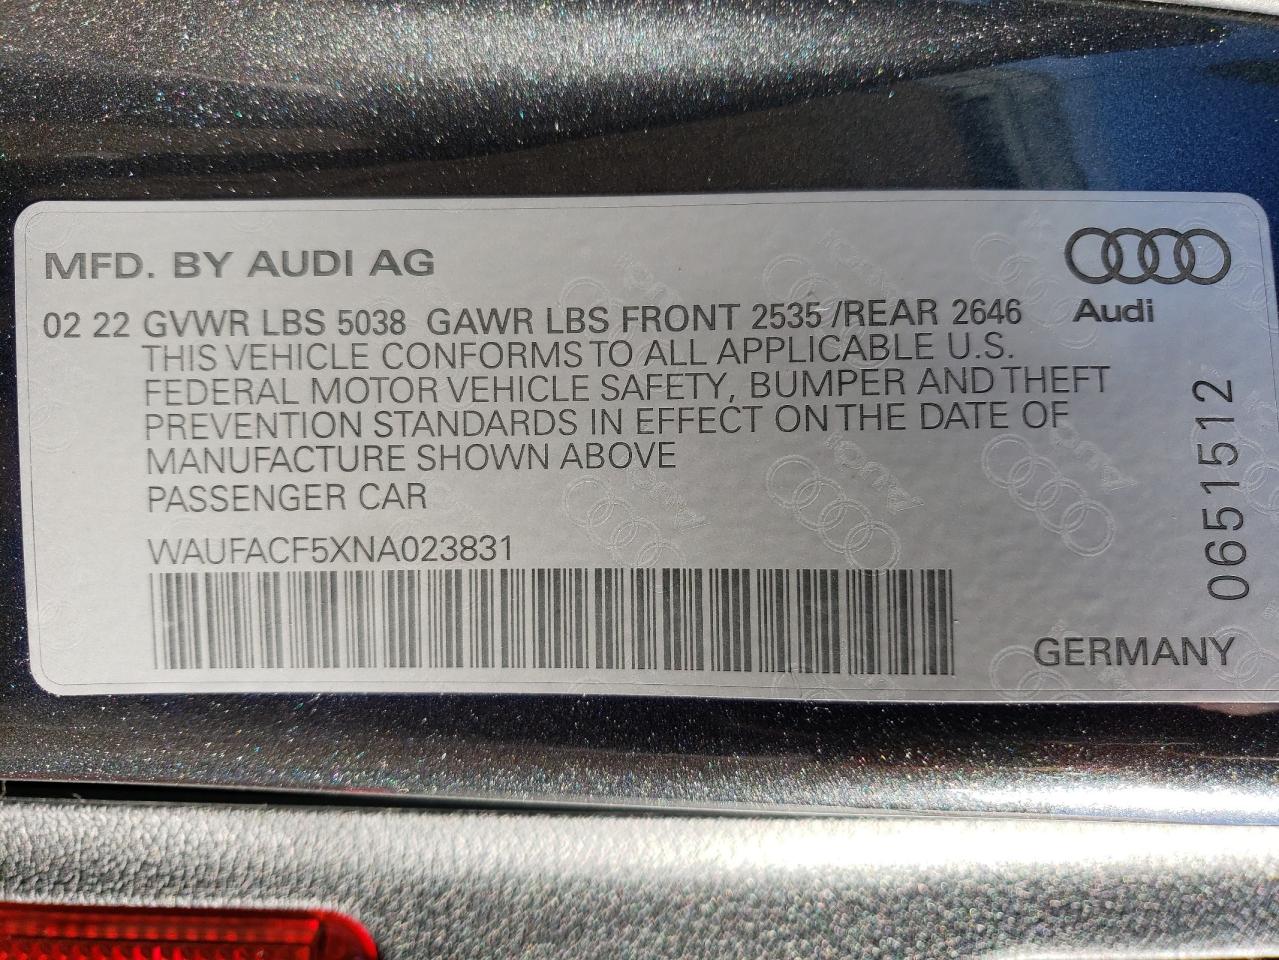 MFD. BY AUDI AG
Audi
02 22 GVWR LBS 5038 GAWR LBS FRONT 2535 /REAR 2646
THIS VEHICLE CONFORMS TO ALL APPLICABLE U.S.
FEDERAL MOTOR VEHICLE SAFETY, BUMPER AND THEFT
PREVENTION STANDARDS IN EFFECT ON THE DATE OF
MANUFACTURE SHOWN ABOVE
PASSENGER CAR
WAUFACF5XNA023831
0651512
GERMANY